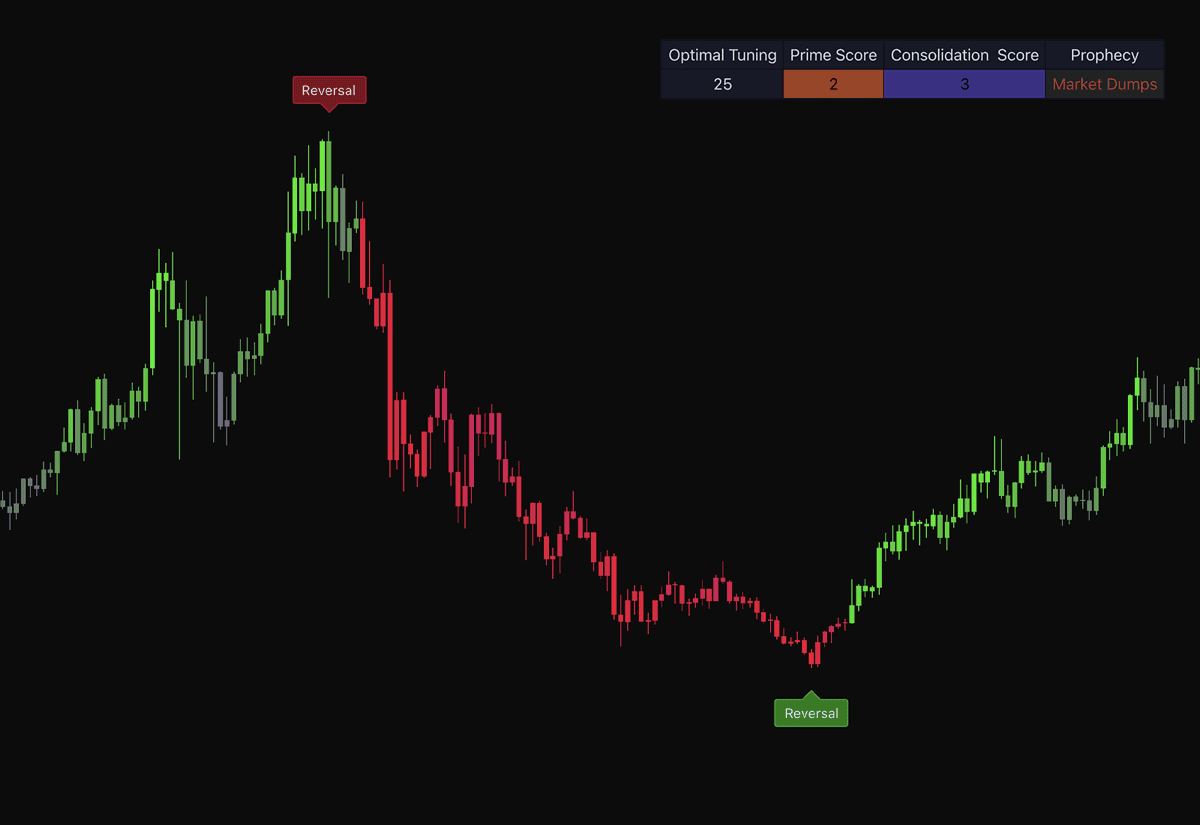 Optimal Tuning Prime Score Consolidation Score Prophecy
25 2 3 Market Dumps
Reversal
Reversal